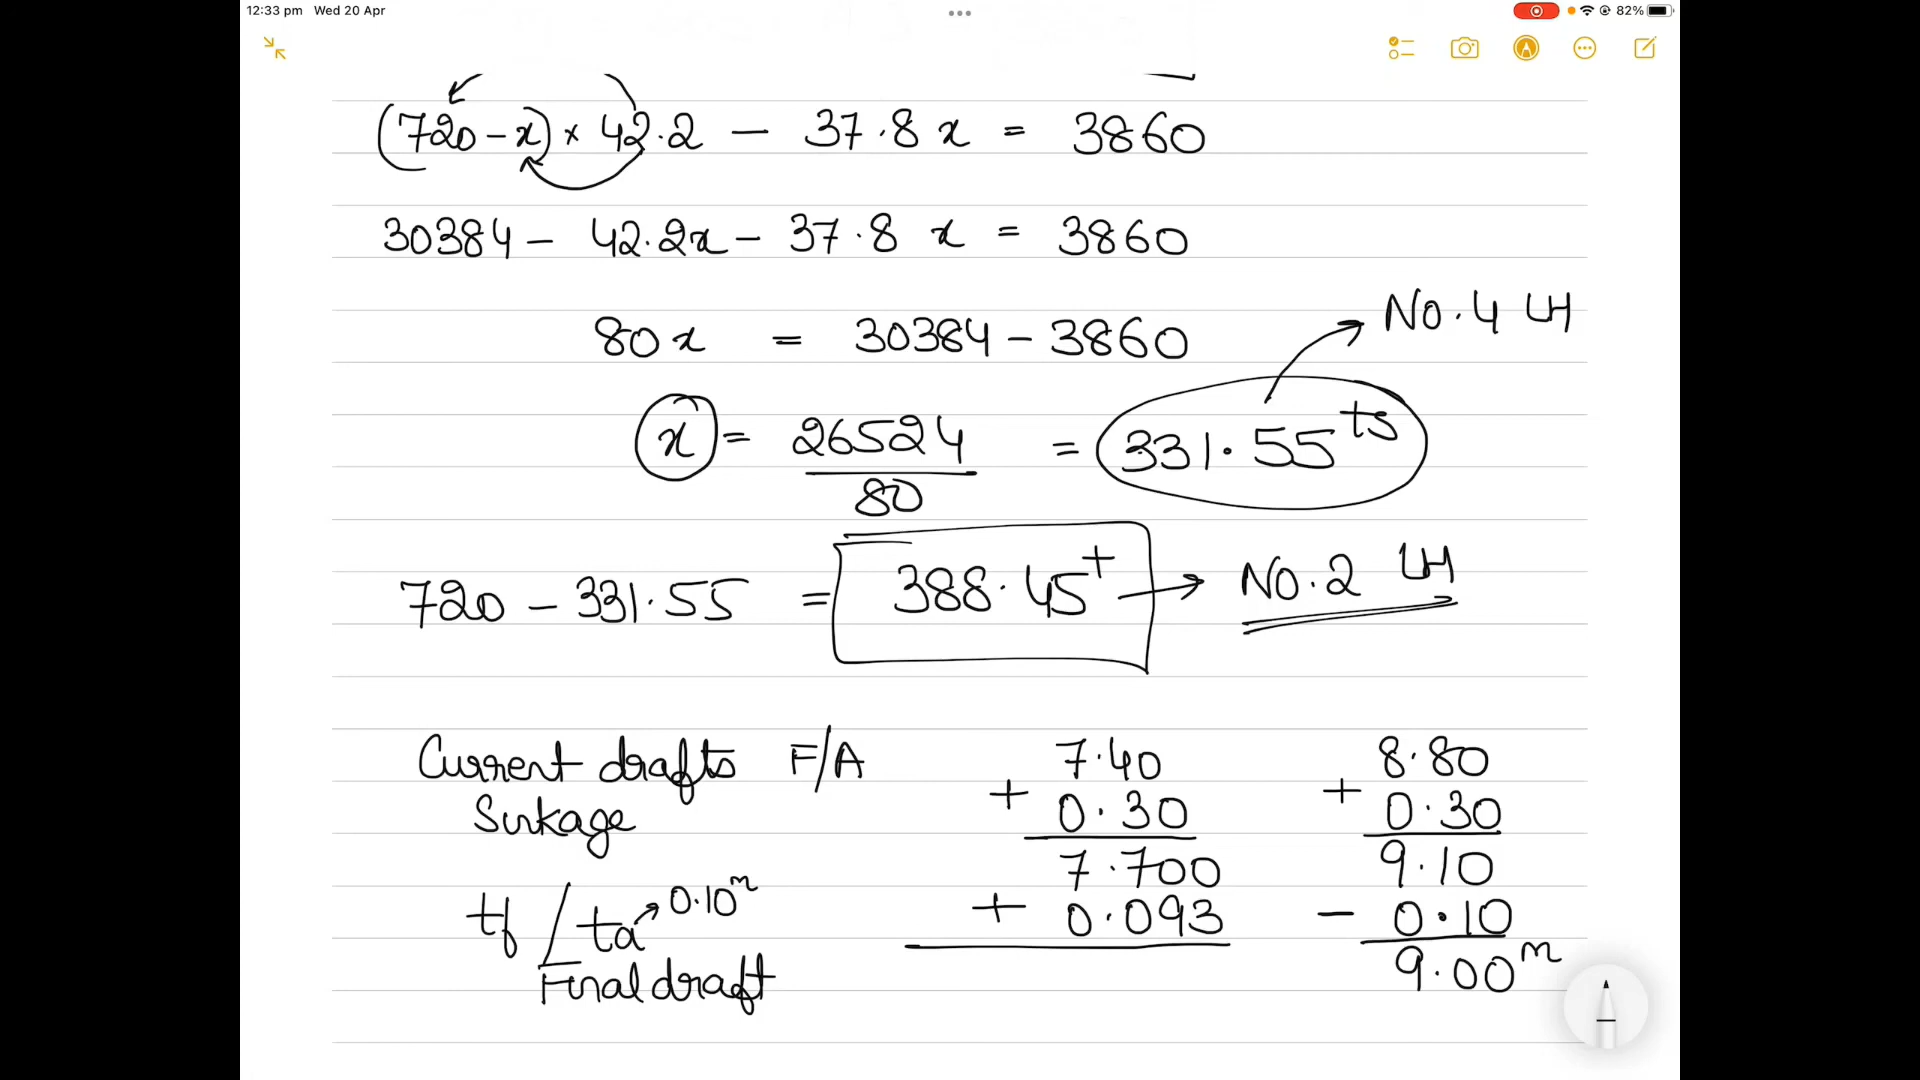 12:33 pm Wed 20 Apr
82%
(720 - x) × 42.2 - 37.8 x = 3860
30384 - 42.2x - 37.8 x = 3860
No. 4 LH
80 x = 30384 - 3860
x = 26524 / 80 = 331.55 ts
720 - 331.55 = 388.45 t → NO. 2 LH
Current drafts F/A 7.40 8.80
Sinkage + 0.30 + 0.30
7.700 9.10
tf / ta → 0.10 m + 0.093 - 0.10
Final draft 9.00 m